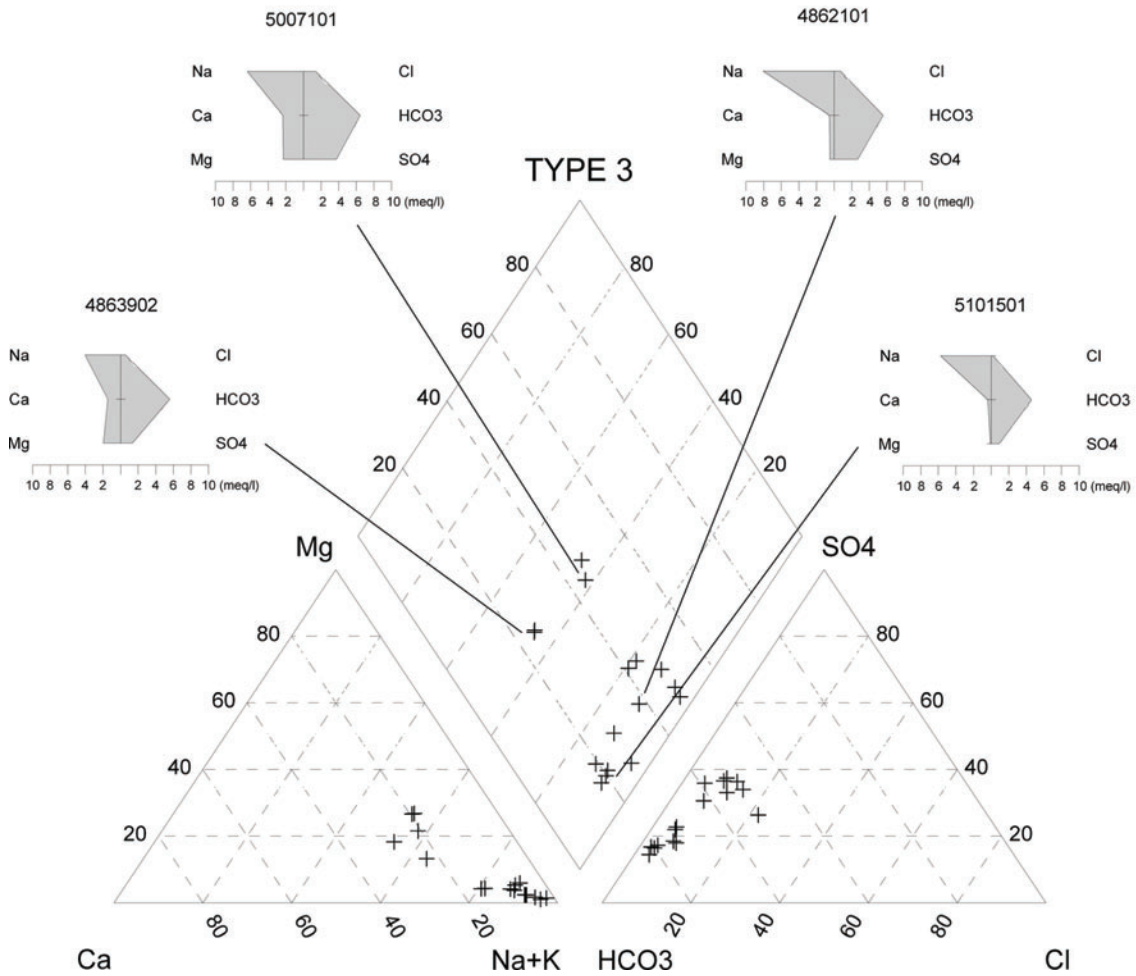 5007101
4862101
Na Cl
Ca HCO3
Mg SO4
10 8 6 4 2 2 4 6 8 10 (meq/l)
Na Cl
Ca HCO3
Mg SO4
10 8 6 4 2 2 4 6 8 10 (meq/l)
TYPE 3
4863902
5101501
Na Cl
Ca HCO3
Mg SO4
10 8 6 4 2 2 4 6 8 10 (meq/l)
Na Cl
Ca HCO3
Mg SO4
10 8 6 4 2 2 4 6 8 10 (meq/l)
80 80
60 60
40 40
20 20
Mg SO4
80 80
60 60
40 40
20 20
80 60 40 20 20 40 60 80
Ca Na+K HCO3 Cl